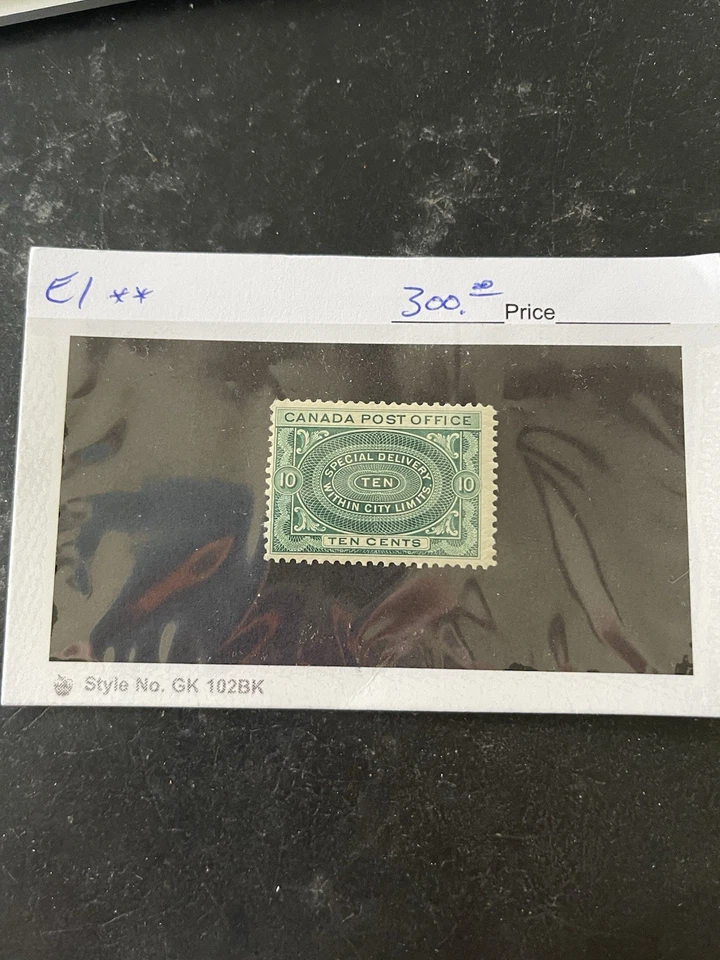 E1 **
300.00 Price
CANADA POST OFFICE
SPECIAL DELIVERY
10 TEN 10
WITHIN CITY LIMITS
TEN CENTS
Style No. GK 102BK